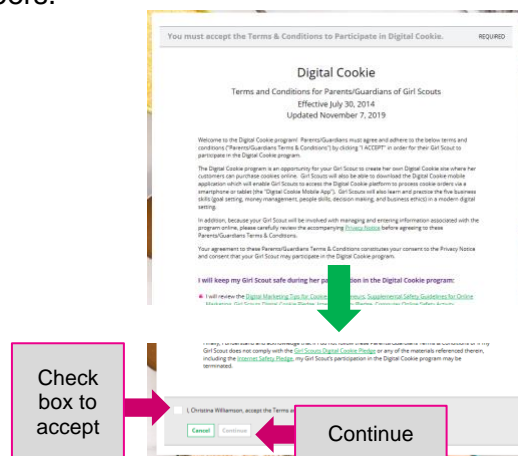 You must accept the Terms & Conditions to Participate in Digital Cookie.
REQUIRED
Digital Cookie
Terms and Conditions for Parents/Guardians of Girl Scouts
Effective July 30, 2014
Updated November 7, 2019
Welcome to the Digital Cookie program! Parents/Guardians must agree and adhere to the below terms and
conditions ("Parents/Guardians Terms & Conditions") by clicking "I ACCEPT" in order for their Girl Scout to
participate in the Digital Cookie program.
The Digital Cookie program is an opportunity for your Girl Scout to create her own Digital Cookie site where her
customers can purchase cookies online. Girl Scouts will also be able to download the Digital Cookie mobile
application which will enable Girl Scouts to access the Digital Cookie platform to process cookie orders via a
smartphone or tablet (the "Digital Cookie Mobile App"). Girl Scouts will also learn and practice the five business
skills (goal setting, money management, people skills, decision making, and business ethics) in a modern digital
setting.
In addition, because your Girl Scout will be involved with managing and entering information associated with the
program online, please carefully review the accompanying Privacy Notice before agreeing to these
Parents/Guardians Terms & Conditions.
Your agreement to these Parents/Guardians Terms & Conditions constitutes your consent to the Privacy Notice
and consent that your Girl Scout may participate in the Digital Cookie program.
I will keep my Girl Scout safe during her participation in the Digital Cookie program:
I will review the Digital Marketing Tips for Cookie Supplemental Safety Guidelines for Online
Girl Scout does not comply with the Girl Scouts Digital Cookie Pledge or any of the materials referenced therein,
including the Internet Safety Pledge, my Girl Scout's participation in the Digital Cookie program may be
terminated.
Check
box to
accept
I, Christina Williamson, accept the Terms
Cancel
Continue
Continue